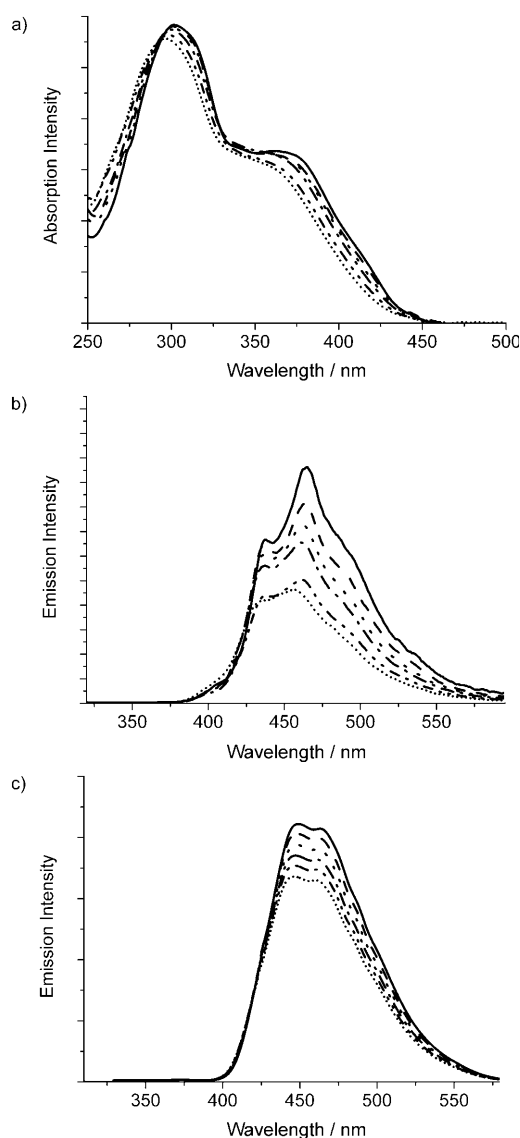 a)
Absorption Intensity
250 300 350 400 450 500
Wavelength / nm
b)
Emission Intensity
350 400 450 500 550
Wavelength / nm
c)
Emission Intensity
350 400 450 500 550
Wavelength / nm